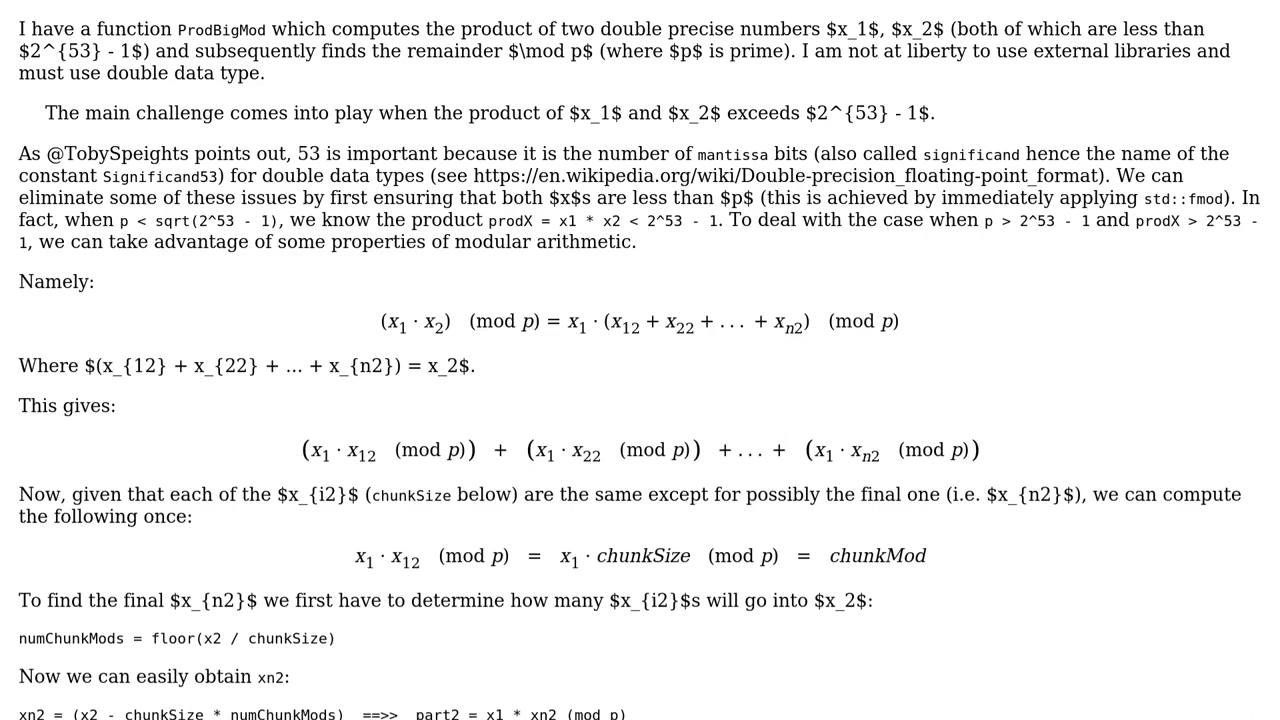 I have a function ProdBigMod which computes the product of two double precise numbers $x_1$, $x_2$ (both of which are less than
$2^{53} - 1$) and subsequently finds the remainder $\mod p$ (where $p$ is prime). I am not at liberty to use external libraries and
must use double data type.
The main challenge comes into play when the product of $x_1$ and $x_2$ exceeds $2^{53} - 1$.
As @TobySpeights points out, 53 is important because it is the number of mantissa bits (also called significand hence the name of the
constant Significand53) for double data types (see https://en.wikipedia.org/wiki/Double-precision_floating-point_format). We can
eliminate some of these issues by first ensuring that both $x$s are less than $p$ (this is achieved by immediately applying std::fmod). In
fact, when p < sqrt(2^53 - 1), we know the product prodX = x1 * x2 < 2^53 - 1. To deal with the case when p > 2^53 - 1 and prodX > 2^53 -
1, we can take advantage of some properties of modular arithmetic.
Namely:
(x₁ · x₂) (mod p) = x₁ · (x₁₂ + x₂₂ + . . . + xₙ₂) (mod p)
Where $(x_{12} + x_{22} + ... + x_{n2}) = x_2$.
This gives:
(x₁ · x₁₂ (mod p)) + (x₁ · x₂₂ (mod p)) + . . . + (x₁ · xₙ₂ (mod p))
Now, given that each of the $x_{i2}$ (chunkSize below) are the same except for possibly the final one (i.e. $x_{n2}$), we can compute
the following once:
x₁ · x₁₂ (mod p) = x₁ · chunkSize (mod p) = chunkMod
To find the final $x_{n2}$ we first have to determine how many $x_{i2}$s will go into $x_2$:
numChunkMods = floor(x2 / chunkSize)
Now we can easily obtain xn2:
xn2 = (x2 - chunkSize * numChunkMods)  ==>>  part2 = x1 * xn2 (mod p)